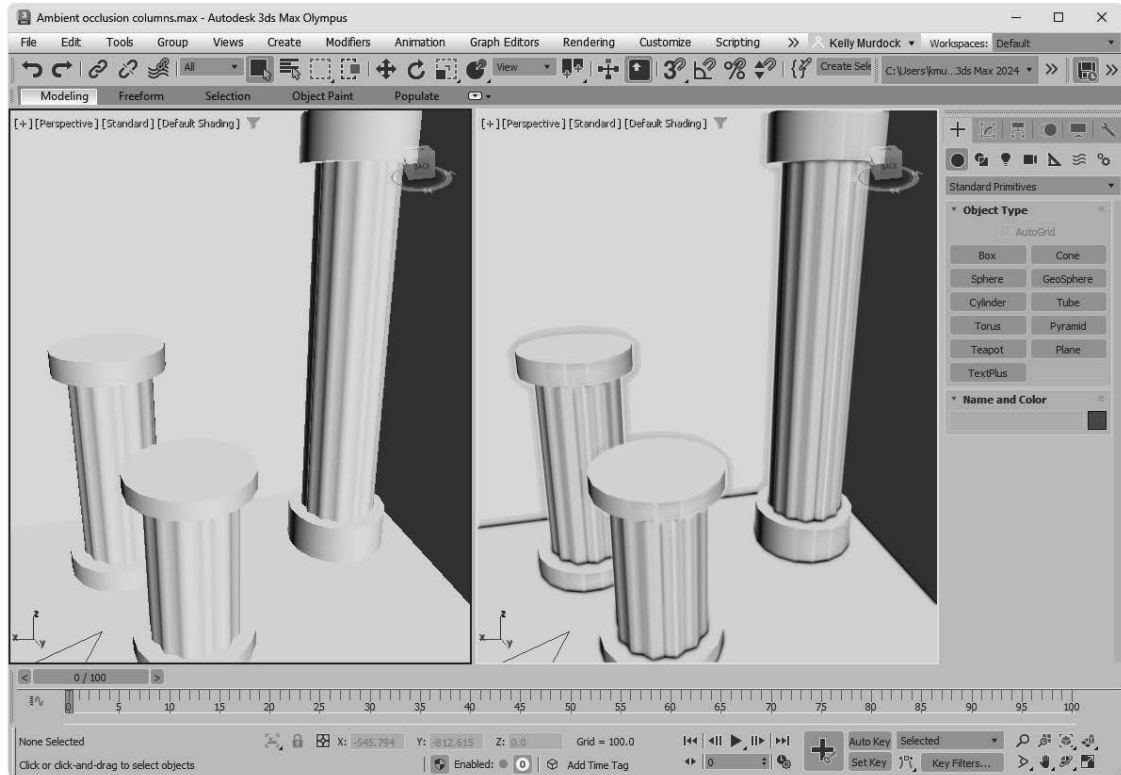 Ambient occlusion columns.max - Autodesk 3ds Max Olympus
File Edit Tools Group Views Create Modifiers Animation Graph Editors Rendering Customize Scripting Kelly Murdock Workspaces: Default
All View Create Sele C:\Users\kmu...3ds Max 2024
Modeling Freeform Selection Object Paint Populate
[+] [Perspective] [Standard] [Default Shading] [+] [Perspective] [Standard] [Default Shading]
BACK BACK
Standard Primitives
Object Type
AutoGrid
Box Cone
Sphere GeoSphere
Cylinder Tube
Torus Pyramid
Teapot Plane
TextPlus
Name and Color
z x y z x y
< 0 / 100 >
0 5 10 15 20 25 30 35 40 45 50 55 60 65 70 75 80 85 90 95 100
None Selected X: -545.794 Y: -812.615 Z: 0.0 Grid = 100.0 Auto Key Selected
Click or click-and-drag to select objects Enabled: 0 Add Time Tag 0 Set Key Key Filters...